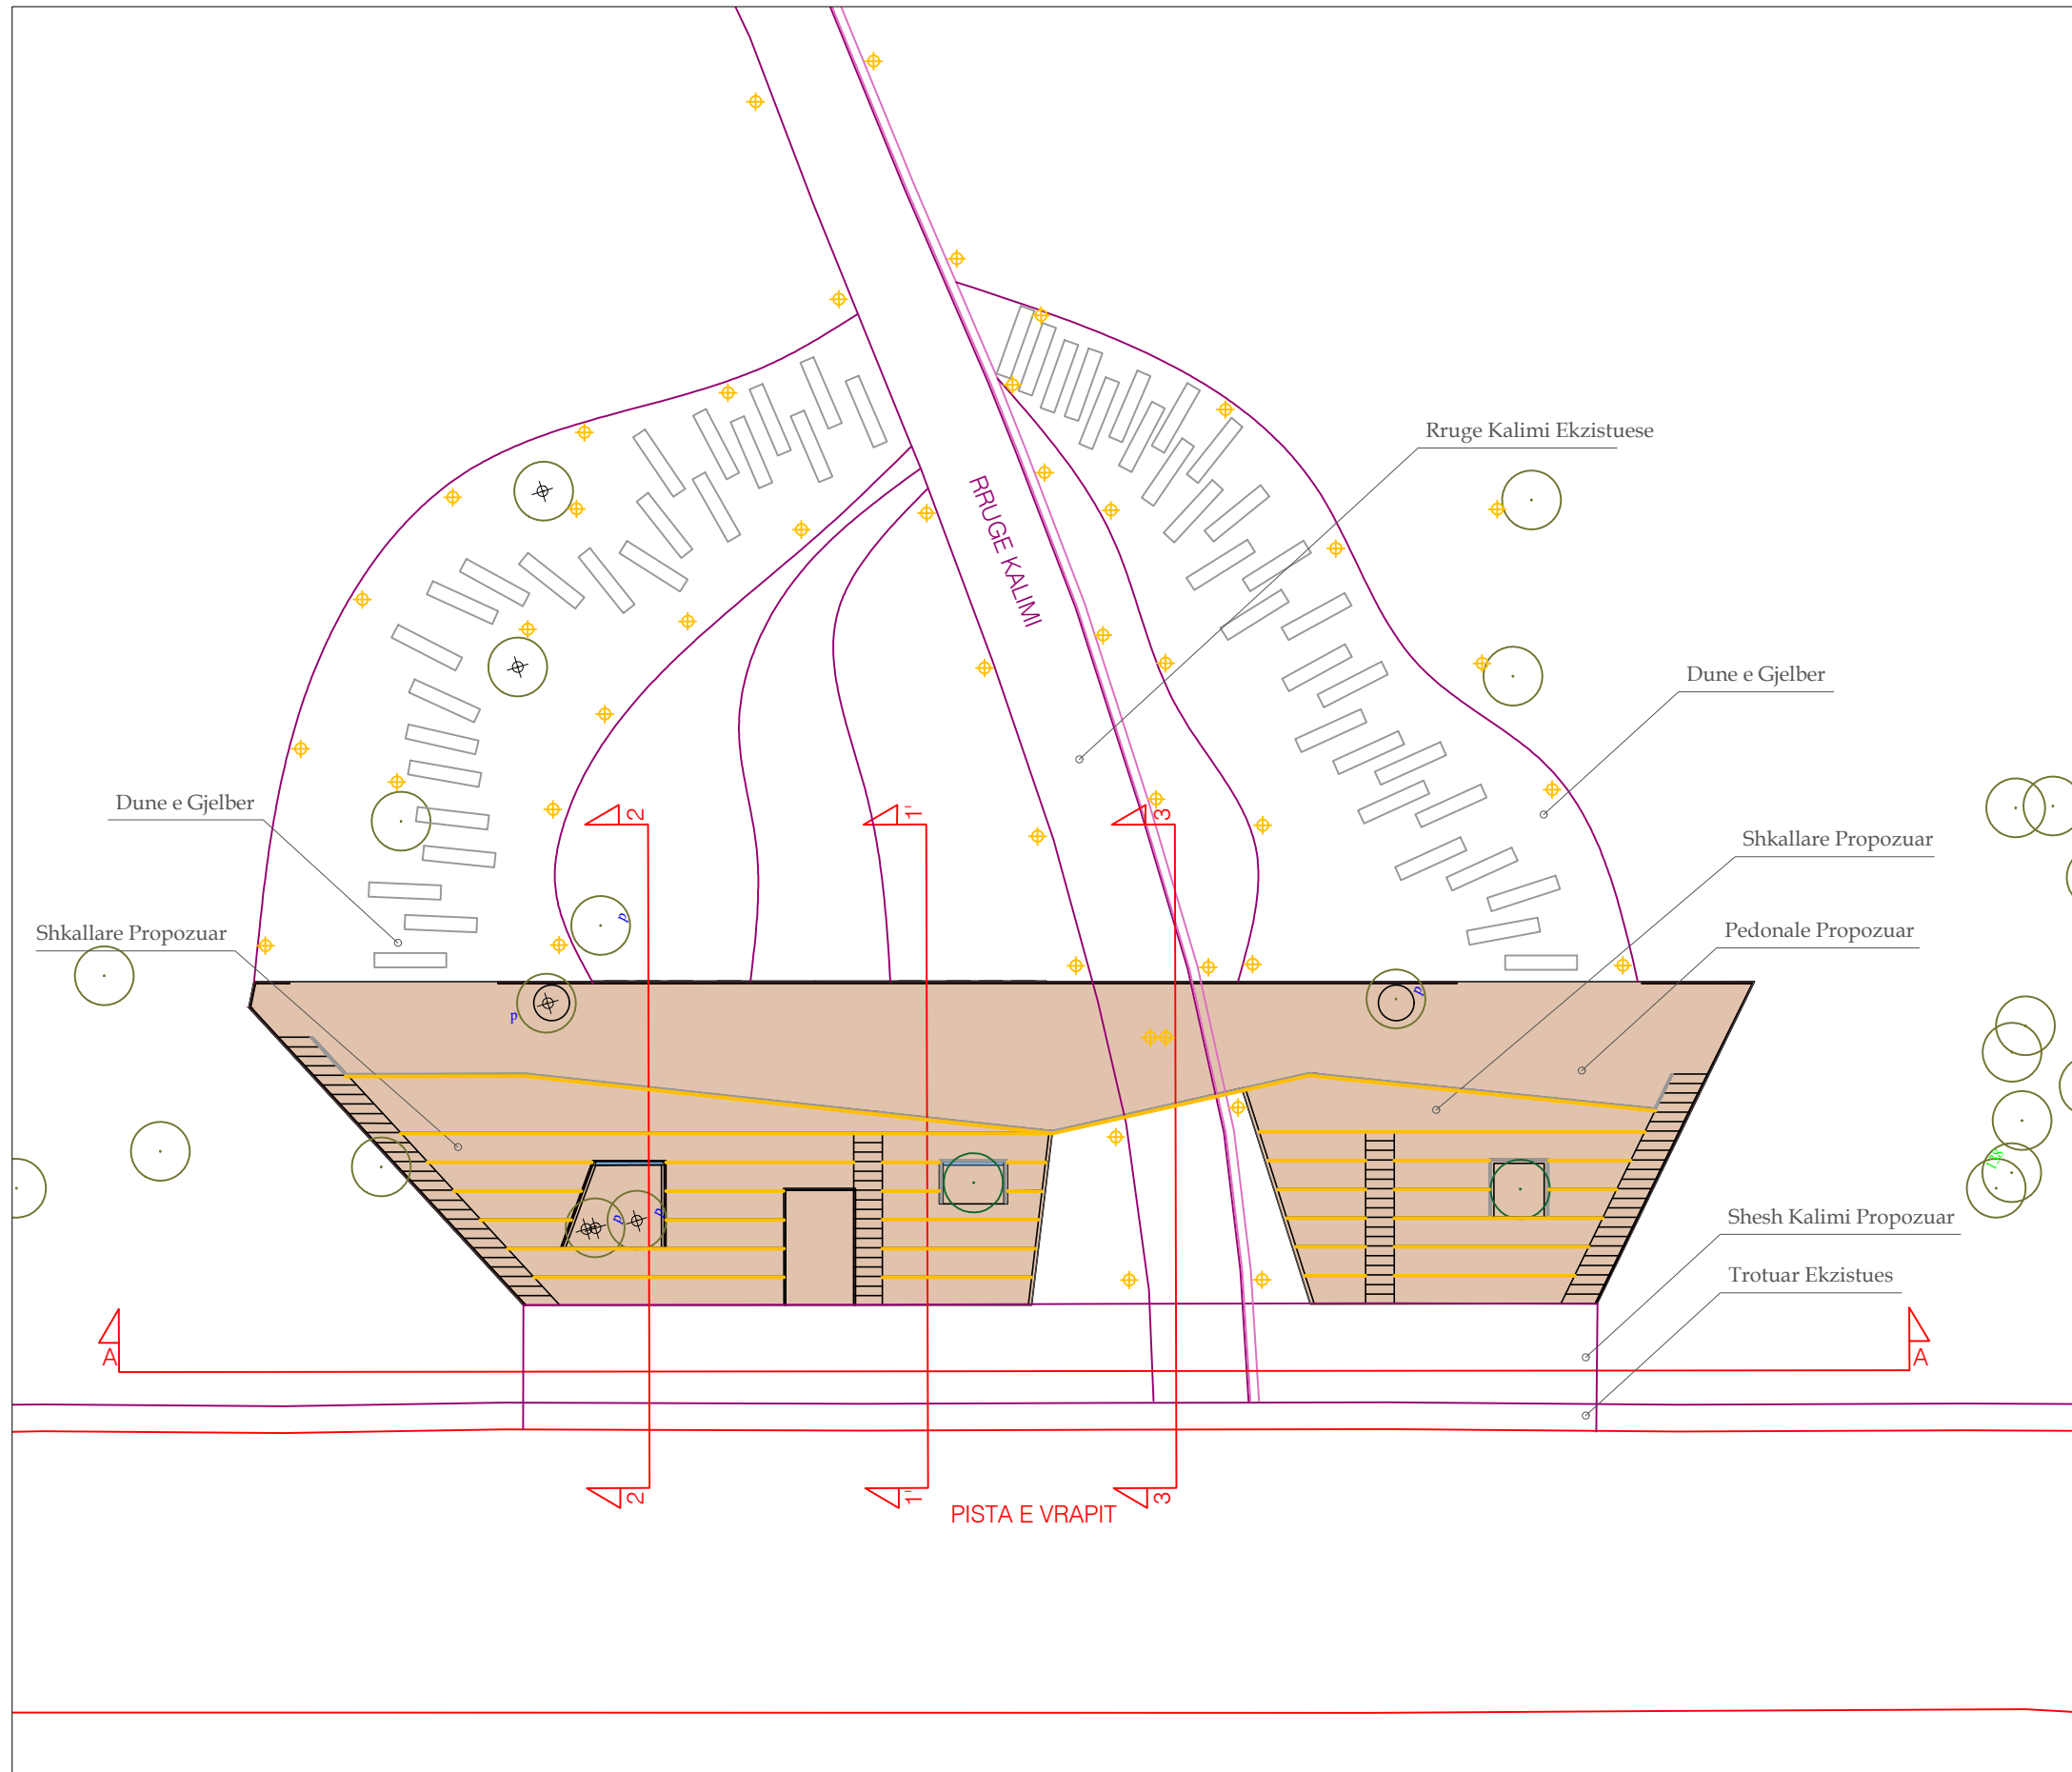 Rruge Kalimi Ekzistuese
RRUGE KALIMI
Dune e Gjelber
Dune e Gjelber
2
1'
3
Shkallare Propozuar
p
Shkallare Propozuar
Pedonale Propozuar
p
p
p
p
Shesh Kalimi Propozuar
Trotuar Ekzistues
A
A
2
1'
3
PISTA E VRAPIT